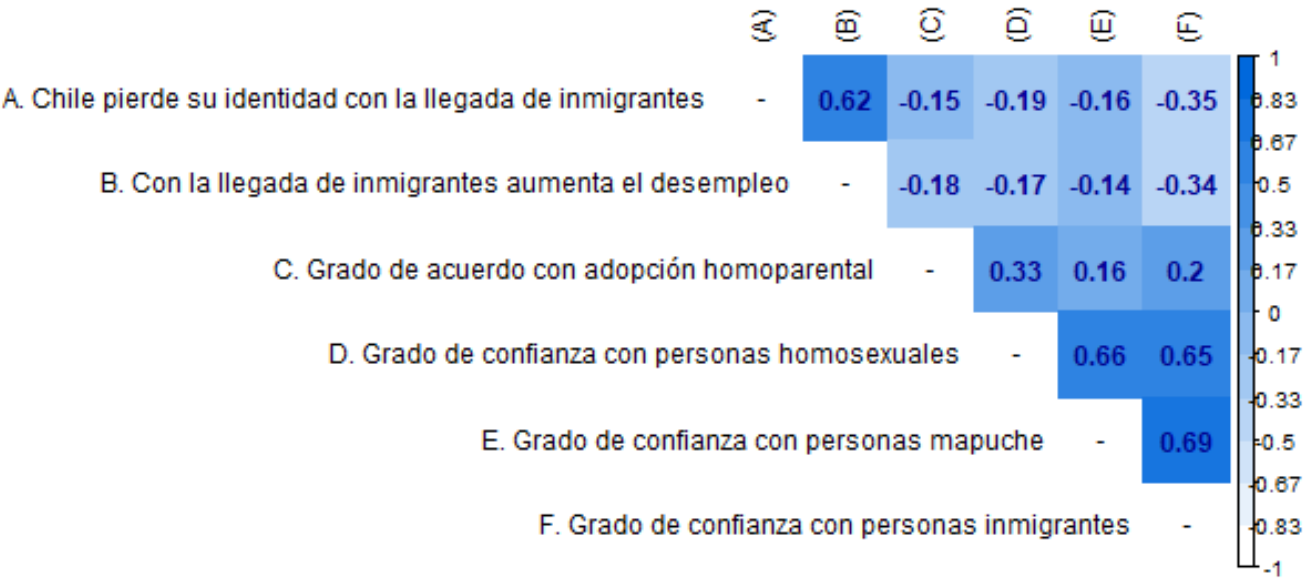 (A) (B) (C) (D) (E) (F)
A. Chile pierde su identidad con la llegada de inmigrantes - 0.62 -0.15 -0.19 -0.16 -0.35
B. Con la llegada de inmigrantes aumenta el desempleo - -0.18 -0.17 -0.14 -0.34
C. Grado de acuerdo con adopción homoparental - 0.33 0.16 0.2
D. Grado de confianza con personas homosexuales - 0.66 0.65
E. Grado de confianza con personas mapuche - 0.69
F. Grado de confianza con personas inmigrantes -
1
0.83
0.67
0.5
0.33
0.17
0
-0.17
-0.33
-0.5
-0.67
-0.83
-1